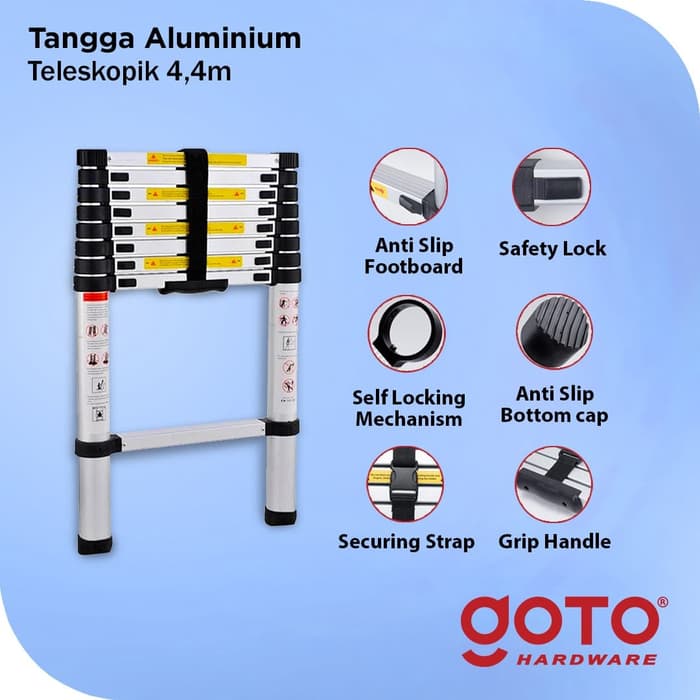 Tangga Aluminium
Teleskopik 4,4m
Anti Slip
Footboard
Safety Lock
Self Locking
Mechanism
Anti Slip
Bottom cap
Securing Strap
Grip Handle
goTo®
HARDWARE